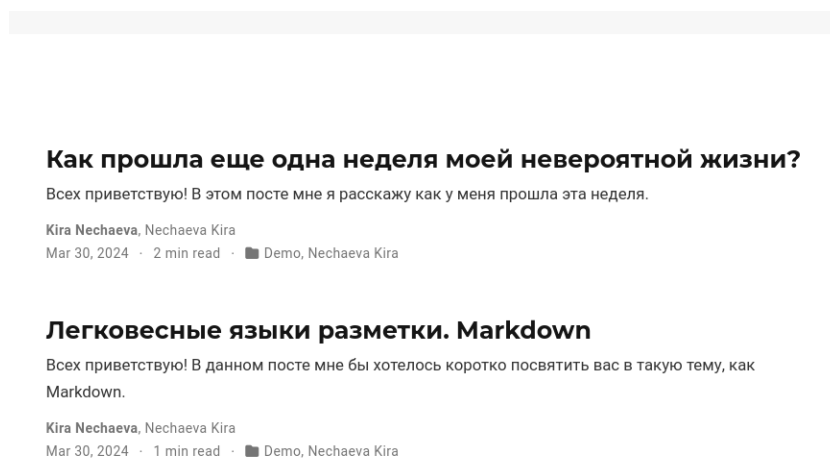 Как прошла еще одна неделя моей невероятной жизни?
Всех приветствую! В этом посте мне я расскажу как у меня прошла эта неделя.
Kira Nechaeva, Nechaeva Kira
Mar 30, 2024 · 2 min read · Demo, Nechaeva Kira
Легковесные языки разметки. Markdown
Всех приветствую! В данном посте мне бы хотелось коротко посвятить вас в такую тему, как
Markdown.
Kira Nechaeva, Nechaeva Kira
Mar 30, 2024 · 1 min read · Demo, Nechaeva Kira